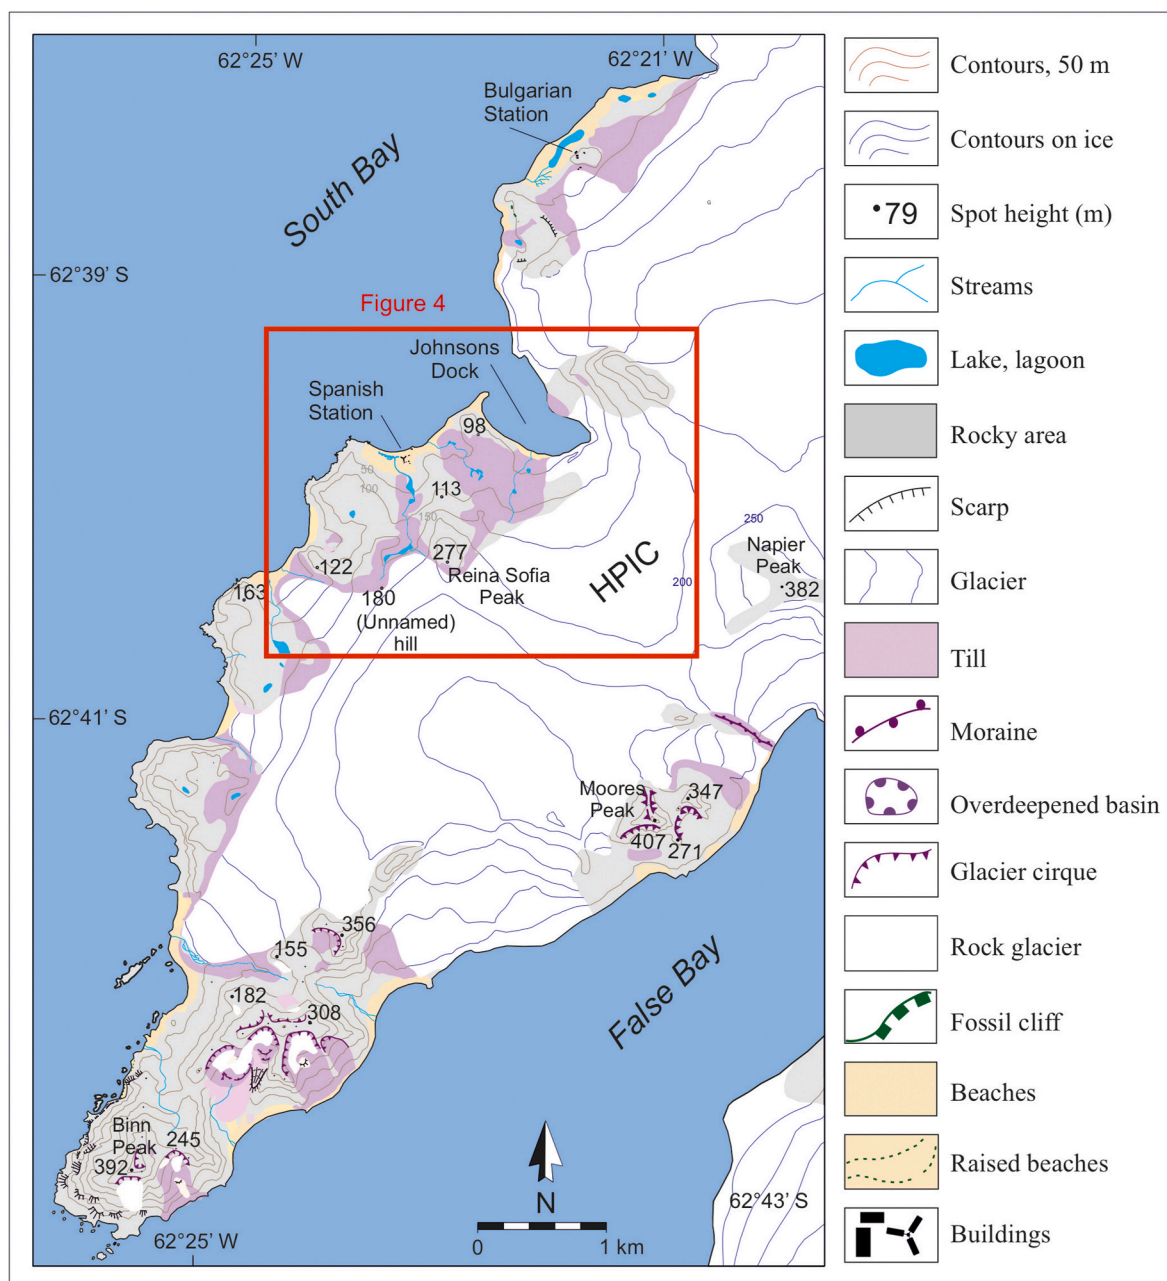 62°25’ W
62°21’ W
Bulgarian
Station
South Bay
62°39’ S
Figure 4
Johnsons
Dock
Spanish
Station
98
50
100
113
150
250
277
Napier
Peak
HPIC
122
Reina Sofia
Peak
200
382
163
180
(Unnamed)
hill
62°41’ S
Moores
Peak
347
407
271
356
155
False Bay
182
308
Binn
Peak
245
392
N
62°43’ S
62°25’ W
0
1 km
Contours, 50 m
Contours on ice
79
Spot height (m)
Streams
Lake, lagoon
Rocky area
Scarp
Glacier
Till
Moraine
Overdeepened basin
Glacier cirque
Rock glacier
Fossil cliff
Beaches
Raised beaches
Buildings